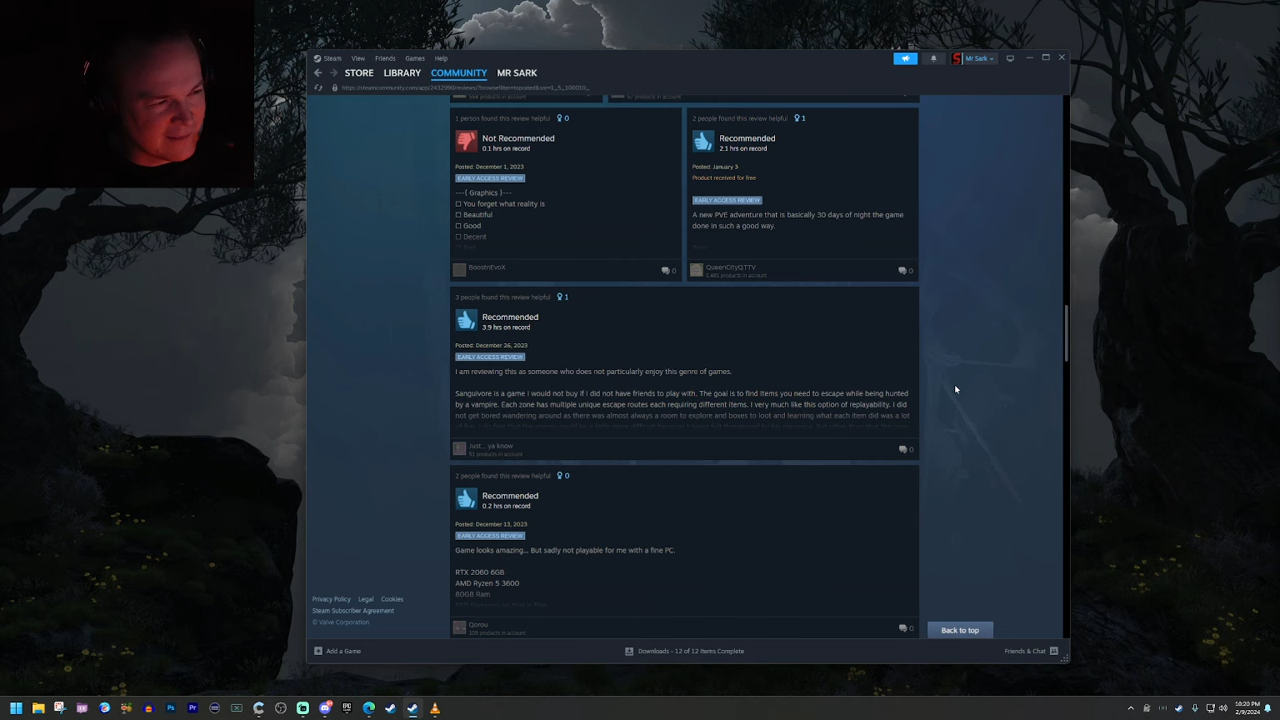 Steam View Friends Games Help
Mr Sark
STORE LIBRARY COMMUNITY MR SARK
1 person found this review helpful 0
Not Recommended
0.1 hrs on record
Posted: December 1, 2023
EARLY ACCESS REVIEW
---{ Graphics }---
☐ You forget what reality is
☐ Beautiful
☐ Good
☐ Decent
BoostnEvoX
0
2 people found this review helpful 1
Recommended
2.1 hrs on record
Posted: January 3
Product received for free
EARLY ACCESS REVIEW
A new PVE adventure that is basically 30 days of night the game
done in such a good way.
QueenCityQTTV
0
3 people found this review helpful 1
Recommended
3.9 hrs on record
Posted: December 26, 2023
EARLY ACCESS REVIEW
I am reviewing this as someone who does not particularly enjoy this genre of games.
Sanguivore is a game I would not buy if I did not have friends to play with. The goal is to find items you need to escape while being hunted
by a vampire. Each zone has multiple unique escape routes each requiring different items. I very much like this option of replayability. I did
not get bored wandering around as there was almost always a room to explore and boxes to loot and learning what each item did was a lot
Just... ya know
0
2 people found this review helpful 0
Recommended
0.2 hrs on record
Posted: December 13, 2023
EARLY ACCESS REVIEW
Game looks amazing... But sadly not playable for me with a fine PC.
RTX 2060 6GB
AMD Ryzen 5 3600
80GB Ram
Qorou
0
Privacy Policy Legal Cookies
Steam Subscriber Agreement
© Valve Corporation
Back to top
Add a Game
Downloads - 12 of 12 Items Complete
Friends & Chat
10:20 PM
2/9/2024